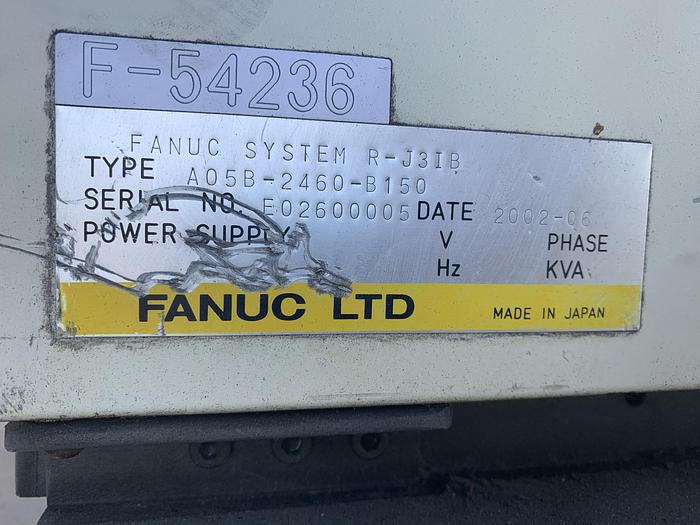 F-54236
FANUC SYSTEM R-J3IB
TYPE A05B-2460-B150
SERIAL NO. E02600005 DATE 2002-06
POWER SUPPLY V PHASE
Hz KVA
FANUC LTD MADE IN JAPAN